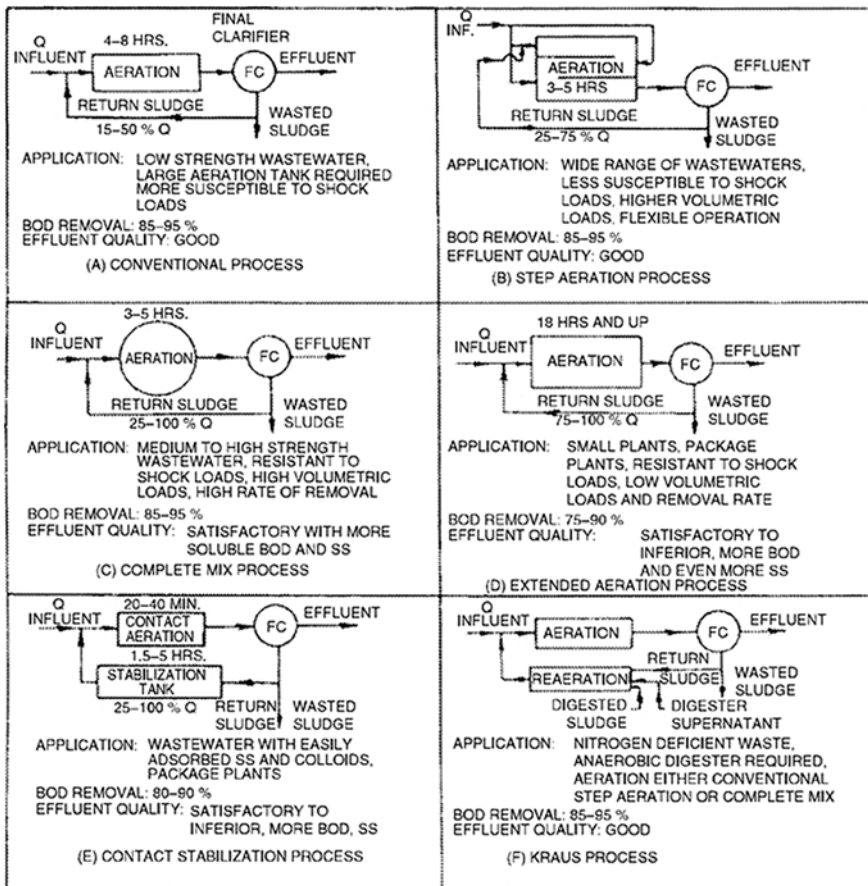 FINAL
CLARIFIER
Q
INFLUENT
4–8 HRS.
AERATION
FC
EFFLUENT
RETURN SLUDGE
15–50 % Q
WASTED
SLUDGE
APPLICATION: LOW STRENGTH WASTEWATER,
LARGE AERATION TANK REQUIRED
MORE SUSCEPTIBLE TO SHOCK
LOADS
BOD REMOVAL: 85–95 %
EFFLUENT QUALITY: GOOD
(A) CONVENTIONAL PROCESS
Q
INF.
AERATION
3–5 HRS
FC
EFFLUENT
RETURN SLUDGE
25–75 % Q
WASTED
SLUDGE
APPLICATION: WIDE RANGE OF WASTEWATERS,
LESS SUSCEPTIBLE TO SHOCK
LOADS, HIGHER VOLUMETRIC
LOADS, FLEXIBLE OPERATION
BOD REMOVAL: 85–95 %
EFFLUENT QUALITY: GOOD
(B) STEP AERATION PROCESS
3–5 HRS.
Q
INFLUENT
AERATION
FC
EFFLUENT
RETURN SLUDGE
25–100 % Q
WASTED
SLUDGE
APPLICATION: MEDIUM TO HIGH STRENGTH
WASTEWATER, RESISTANT TO
SHOCK LOADS, HIGH VOLUMETRIC
LOADS, HIGH RATE OF REMOVAL
BOD REMOVAL: 85–95 %
EFFLUENT QUALITY: SATISFACTORY WITH MORE
SOLUBLE BOD AND SS
(C) COMPLETE MIX PROCESS
18 HRS AND UP
Q
INFLUENT
AERATION
FC
EFFLUENT
RETURN SLUDGE
75–100 % Q
WASTED
SLUDGE
APPLICATION: SMALL PLANTS, PACKAGE
PLANTS, RESISTANT TO SHOCK
LOADS, LOW VOLUMETRIC
LOADS AND REMOVAL RATE
BOD REMOVAL: 75–90 %
EFFLUENT QUALITY: SATISFACTORY TO
INFERIOR, MORE BOD
AND EVEN MORE SS
(D) EXTENDED AERATION PROCESS
Q
INFLUENT
20–40 MIN.
CONTACT
AERATION
FC
EFFLUENT
1.5–5 HRS.
STABILIZATION
TANK
25–100 % Q
RETURN
SLUDGE
WASTED
SLUDGE
APPLICATION: WASTEWATER WITH EASILY
ADSORBED SS AND COLLOIDS,
PACKAGE PLANTS
BOD REMOVAL: 80–90 %
EFFLUENT QUALITY: SATISFACTORY TO
INFERIOR, MORE BOD, SS
(E) CONTACT STABILIZATION PROCESS
Q
INFLUENT
AERATION
FC
EFFLUENT
RETURN
SLUDGE
REAERATION
WASTED
SLUDGE
DIGESTED
SLUDGE
DIGESTER
SUPERNATANT
APPLICATION: NITROGEN DEFICIENT WASTE,
ANAEROBIC DIGESTER REQUIRED,
AERATION EITHER CONVENTIONAL
STEP AERATION OR COMPLETE MIX
BOD REMOVAL: 85–95 %
EFFLUENT QUALITY: GOOD
(F) KRAUS PROCESS